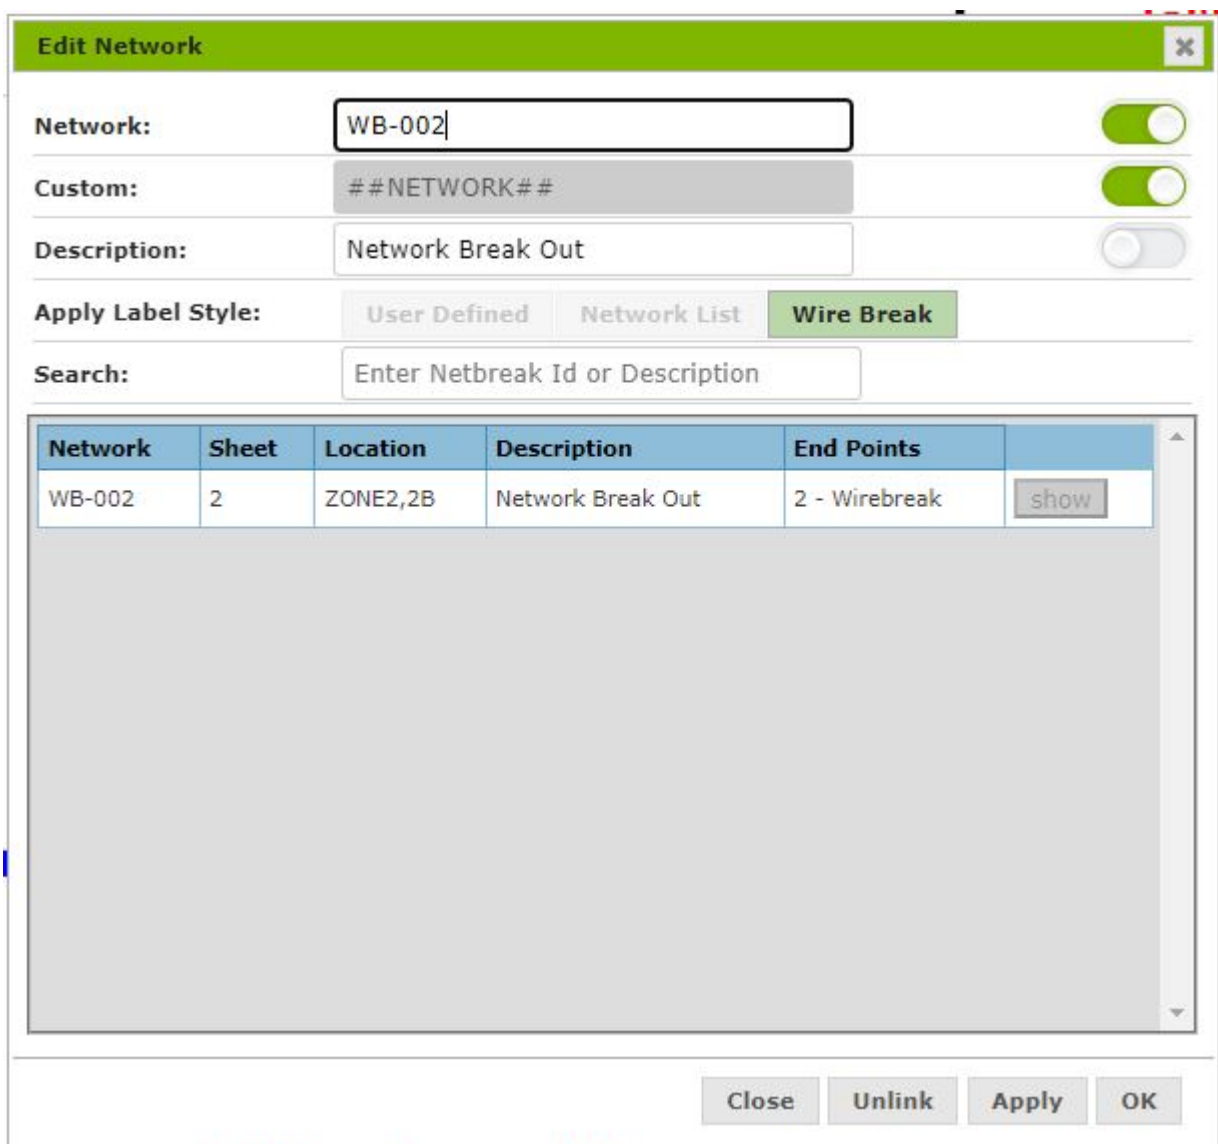 Edit Network
Network: WB-002
Custom: ##NETWORK##
Description: Network Break Out
Apply Label Style: User Defined Network List Wire Break
Search: Enter Netbreak Id or Description
Network Sheet Location Description End Points
WB-002 2 ZONE2,2B Network Break Out 2 - Wirebreak show
Close Unlink Apply OK